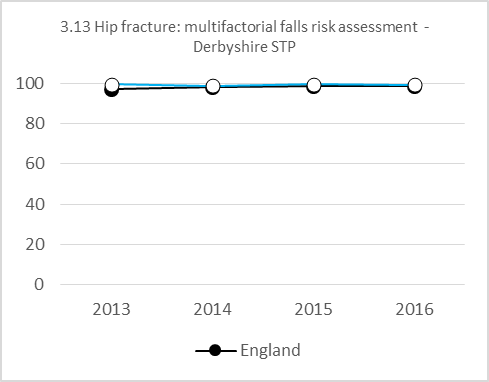 3.13 Hip fracture: multifactorial falls risk assessment -
Derbyshire STP
100
80
60
40
20
0
2013 2014 2015 2016
England